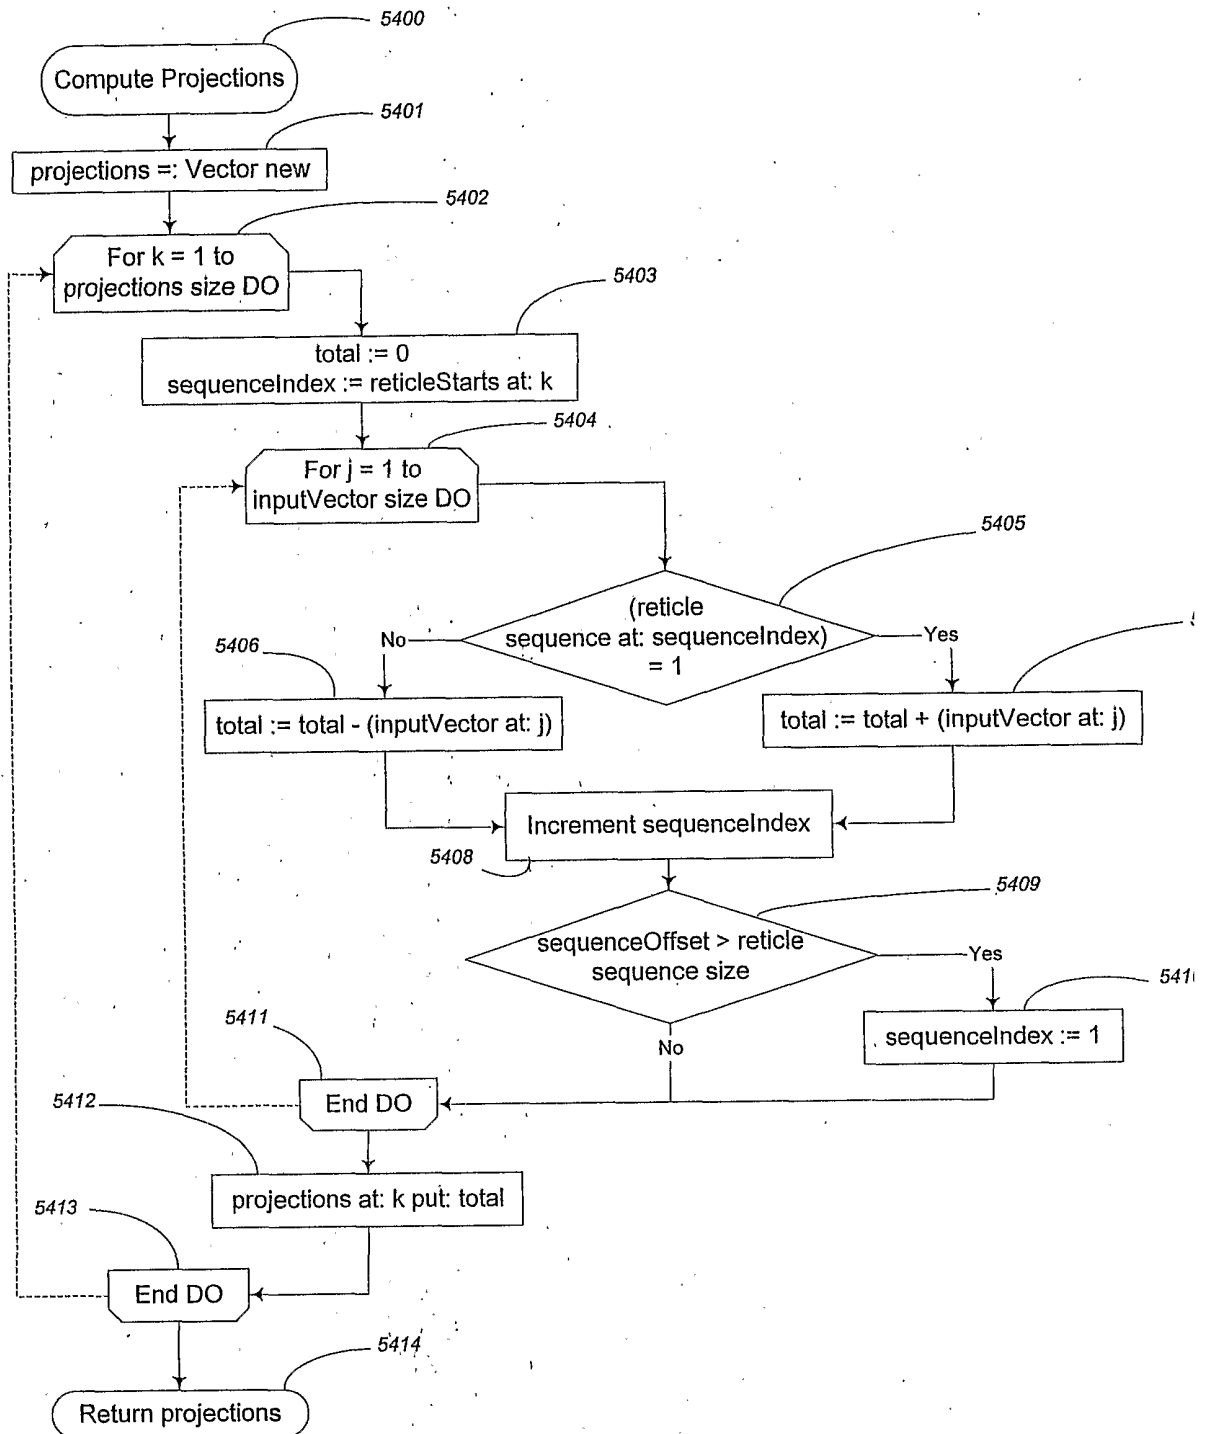 5400
Compute Projections
5401
projections =: Vector new
5402
For k = 1 to
projections size DO
5403
total := 0
sequenceIndex := reticleStarts at: k
5404
For j = 1 to
inputVector size DO
5405
(reticle
sequence at: sequenceIndex)
= 1
No
Yes
5406
total := total - (inputVector at: j)
total := total + (inputVector at: j)
Increment sequenceIndex
5408
5409
sequenceOffset > reticle
sequence size
Yes
No
sequenceIndex := 1
5411
End DO
5412
projections at: k put: total
5413
End DO
5414
Return projections